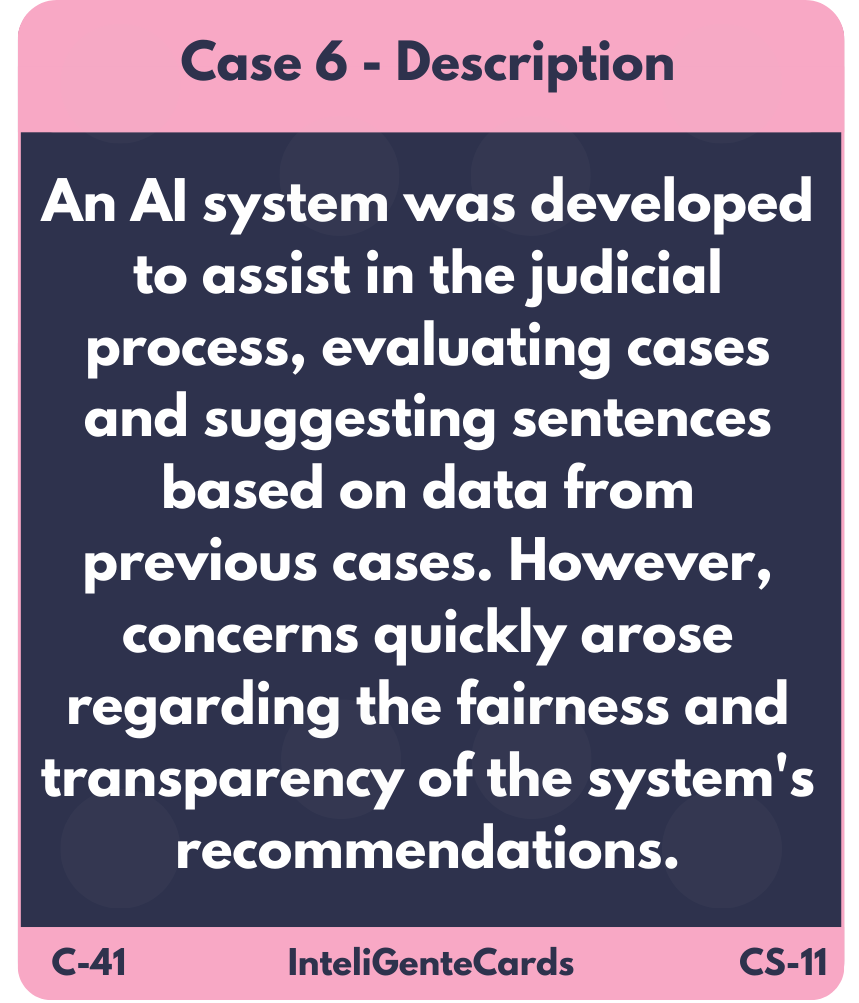 Case 6 - Description
An AI system was developed
to assist in the judicial
process, evaluating cases
and suggesting sentences
based on data from
previous cases. However,
concerns quickly arose
regarding the fairness and
transparency of the system's
recommendations.
C-41 InteliGenteCards CS-11